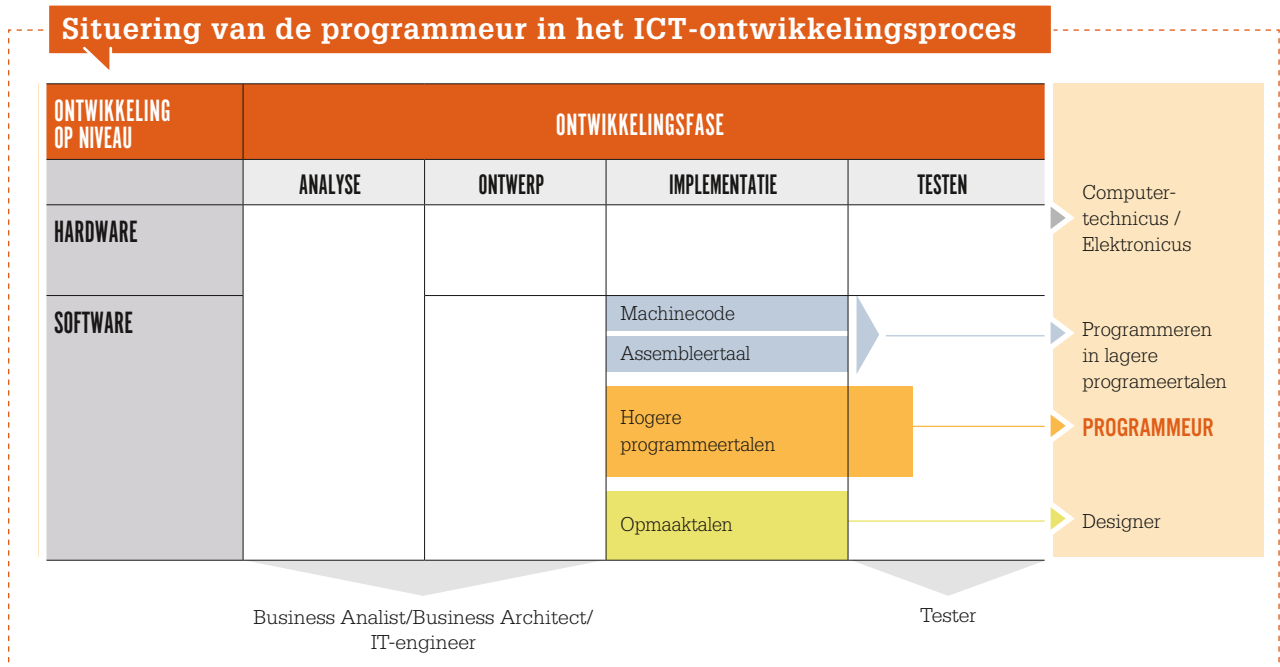 Situering van de programmeur in het ICT-ontwikkelingsproces
ONTWIKKELING
OP NIVEAU
ONTWIKKELINGSFASE
ANALYSE
ONTWERP
IMPLEMENTATIE
TESTEN
HARDWARE
Computer-
technicus /
Elektronicus
SOFTWARE
Machinecode
Assembleertaal
Programmeren
in lagere
programeertalen
Hogere
programmeertalen
PROGRAMMEUR
Opmaaktalen
Designer
Business Analist/Business Architect/
IT-engineer
Tester